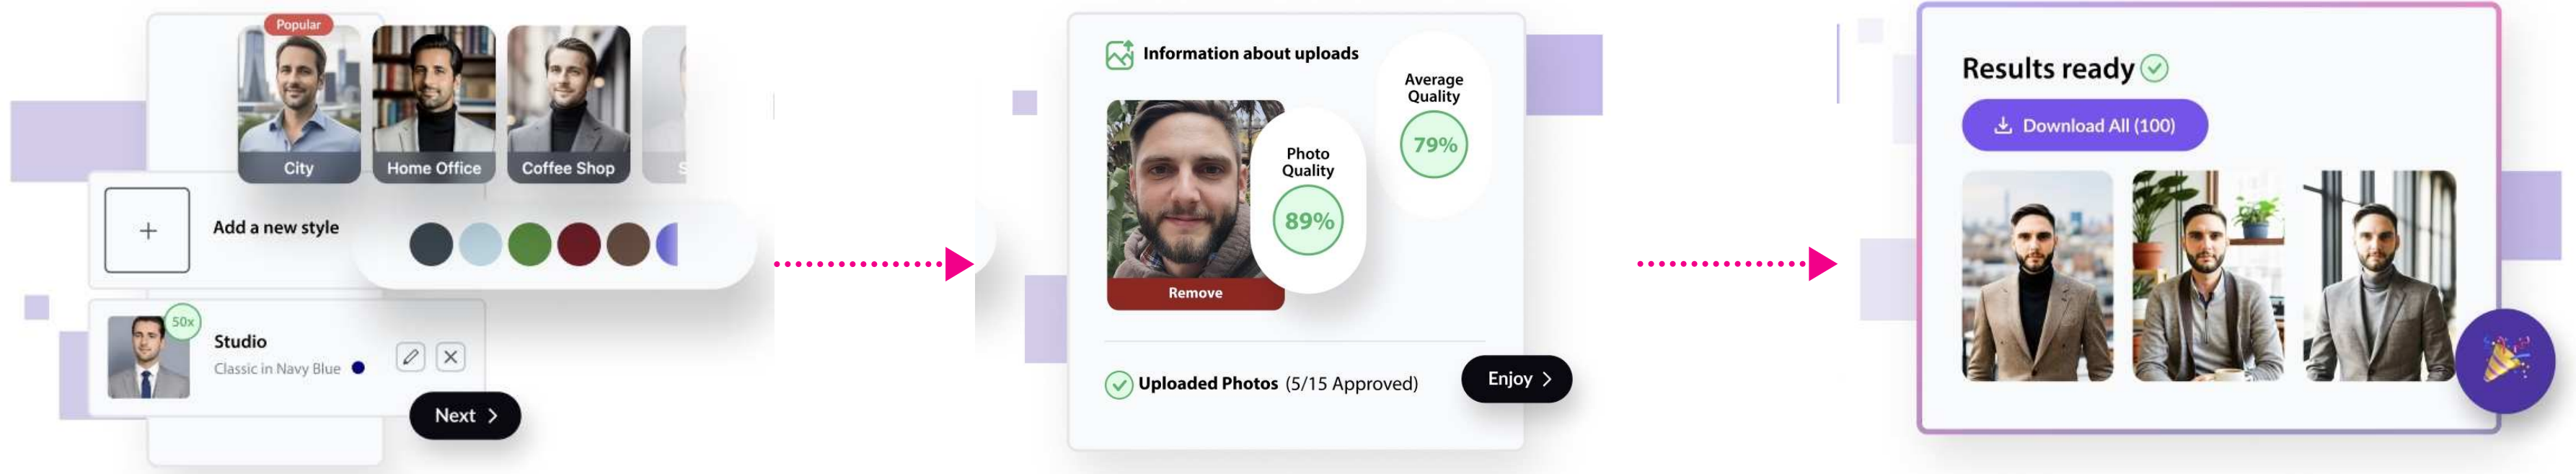 Popular
City
Home Office
Coffee Shop
S
Add a new style
50x
Studio
Classic in Navy Blue
Next
Information about uploads
Average
Quality
79%
Photo
Quality
89%
Remove
Uploaded Photos (5/15 Approved)
Enjoy
Results ready
Download All (100)